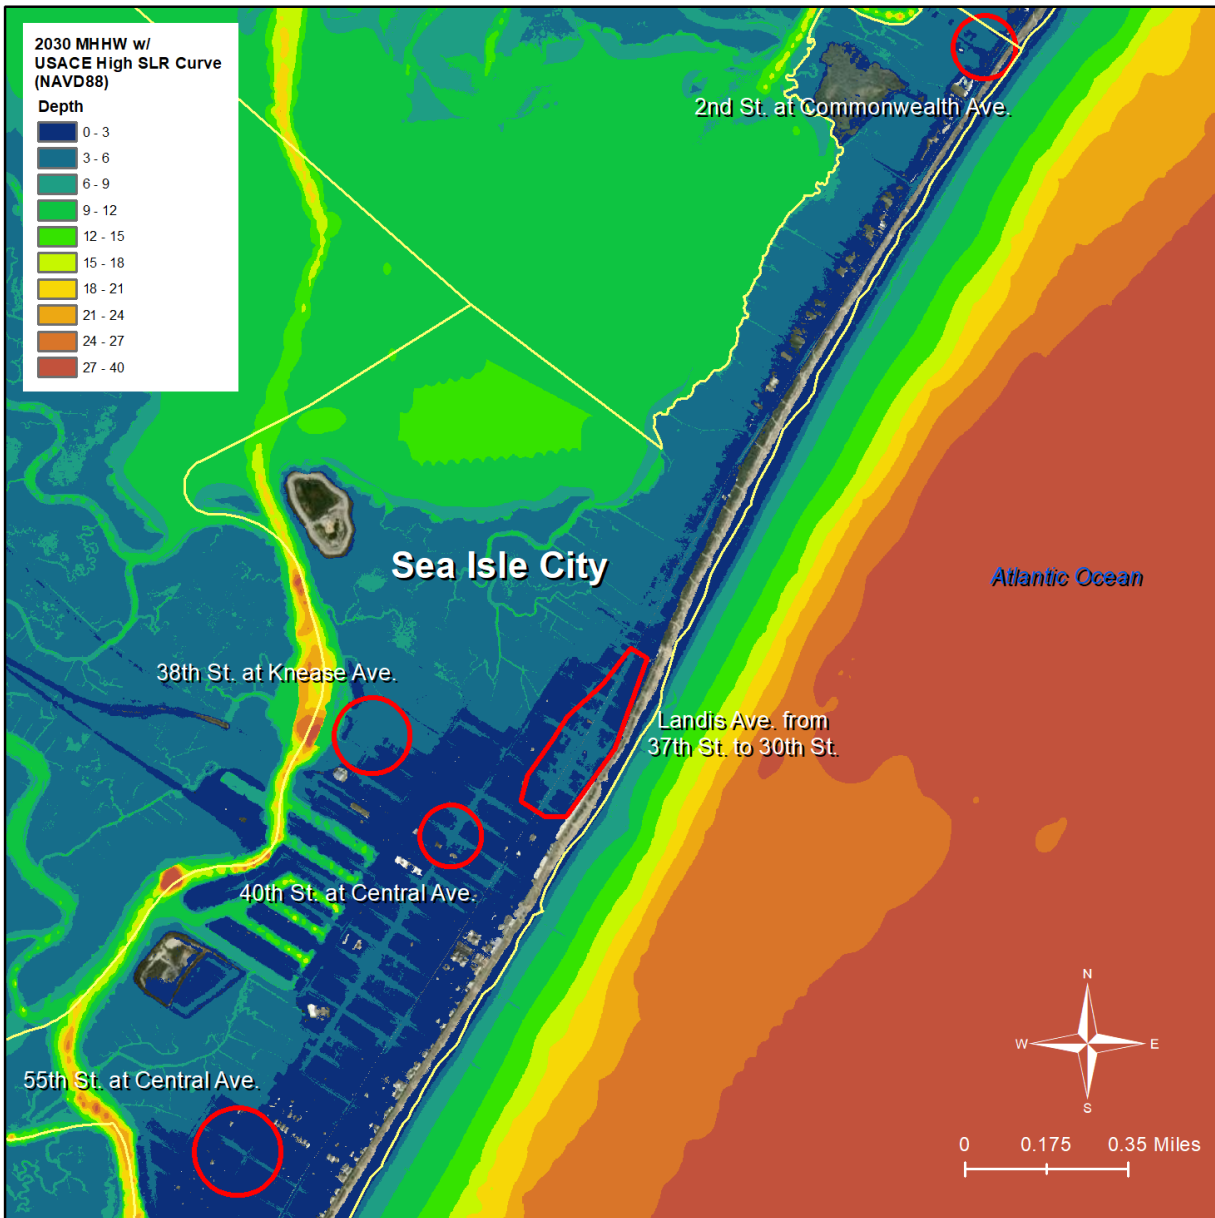 2030 MHHW w/
USACE High SLR Curve
(NAVD88)
Depth
0 - 3
3 - 6
6 - 9
9 - 12
12 - 15
15 - 18
18 - 21
21 - 24
24 - 27
27 - 40
2nd St. at Commonwealth Ave.
Sea Isle City
Atlantic Ocean
38th St. at Knease Ave.
Landis Ave. from
37th St. to 30th St.
40th St. at Central Ave.
55th St. at Central Ave.
N
W
E
S
0 0.175 0.35 Miles